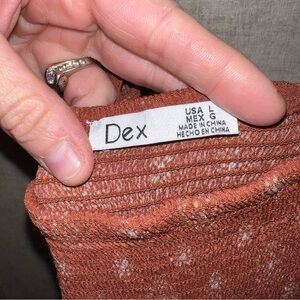 Dex
USA L
MEX G
MADE IN CHINA
HECHO EN CHINA